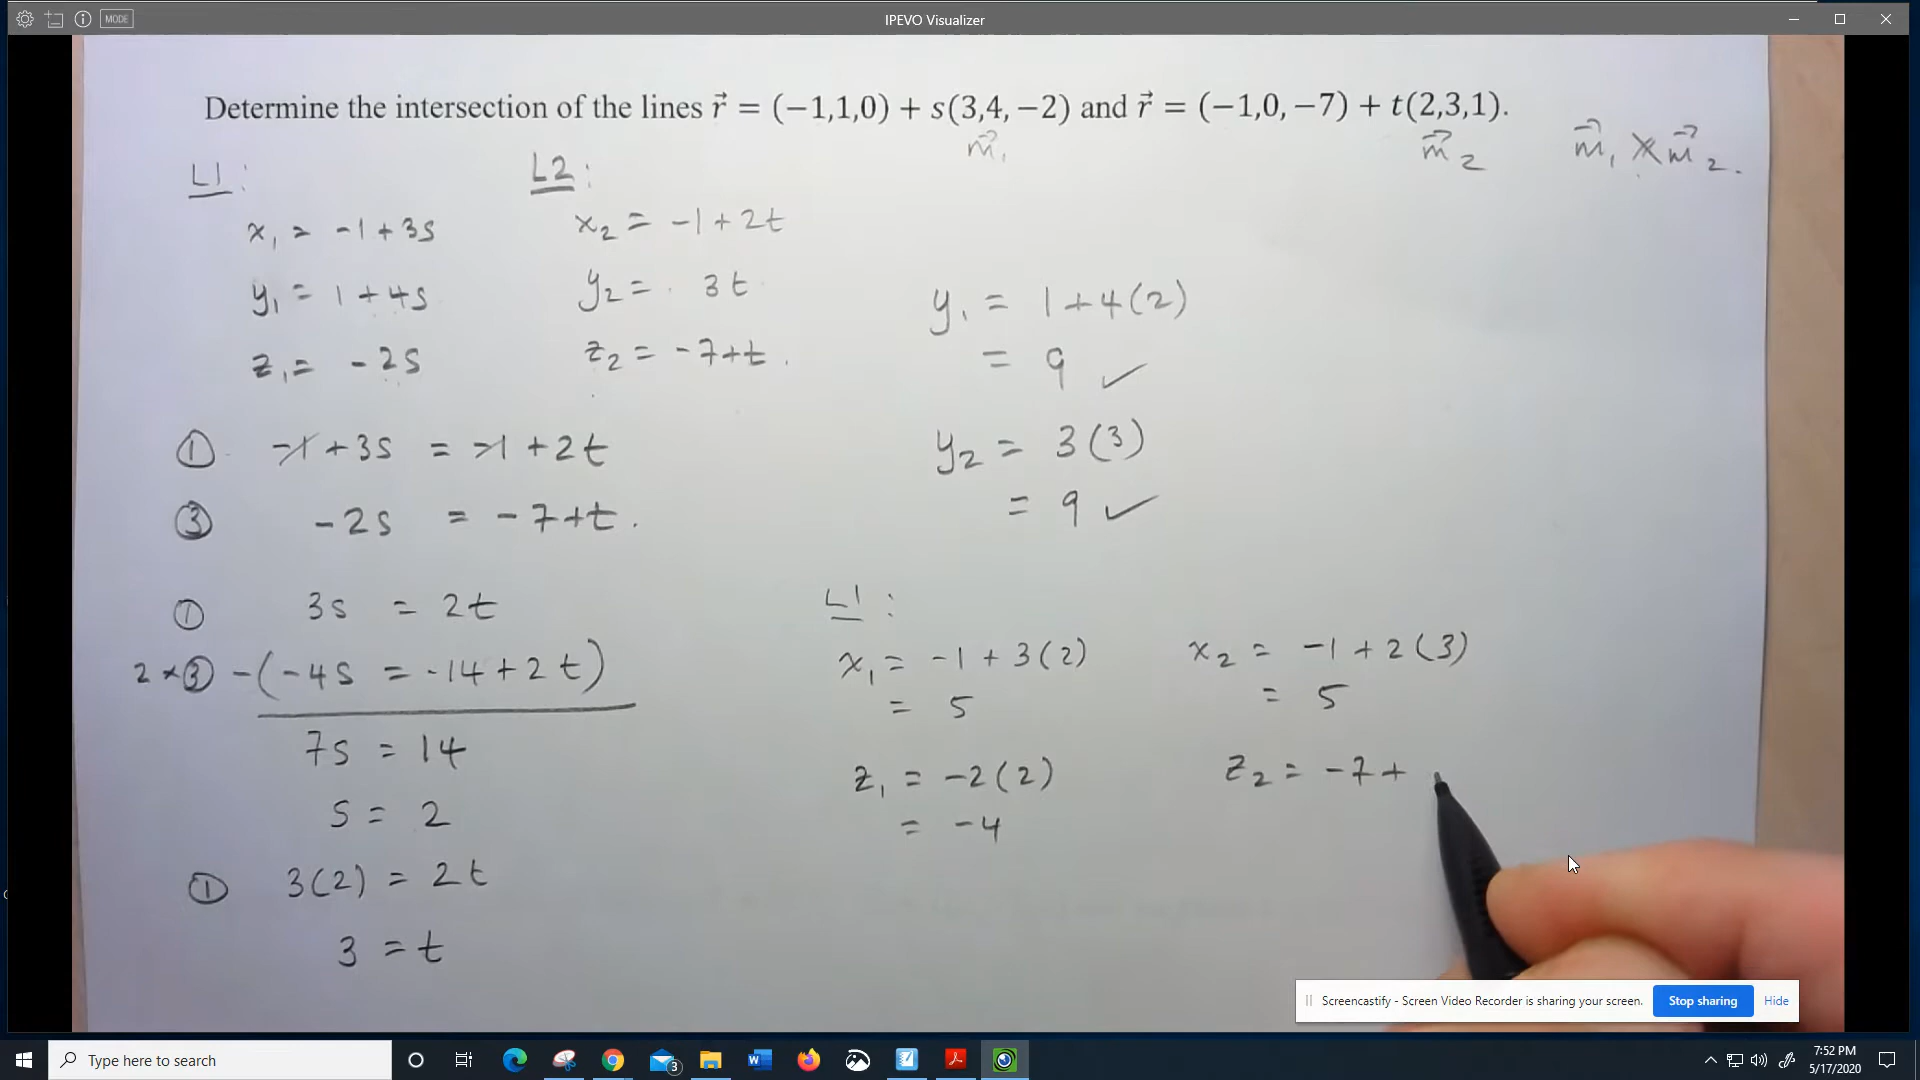 MODE
IPEVO Visualizer
Determine the intersection of the lines r⃗ = (−1,1,0) + s(3,4, −2) and r⃗ = (−1,0, −7) + t(2,3,1).
m⃗₁
m⃗₂
m⃗₁ ∦ m⃗₂.
L1:
x₁ = -1+3s
y₁ = 1+4s
z₁ = -2s
L2:
x₂ = -1+2t
y₂ = 3t
z₂ = -7+t.
① -1+3s = -1+2t
③ -2s = -7+t.
① 3s = 2t
2×③ -(-4s = -14+2t)
7s = 14
s = 2
① 3(2) = 2t
3 = t
y₁ = 1+4(2)
= 9 ✓
y₂ = 3(3)
= 9 ✓
L1:
x₁ = -1+3(2)
= 5
z₁ = -2(2)
= -4
x₂ = -1+2(3)
= 5
z₂ = -7+
Screencastify - Screen Video Recorder is sharing your screen.
Stop sharing
Hide
Type here to search
3
7:52 PM
5/17/2020